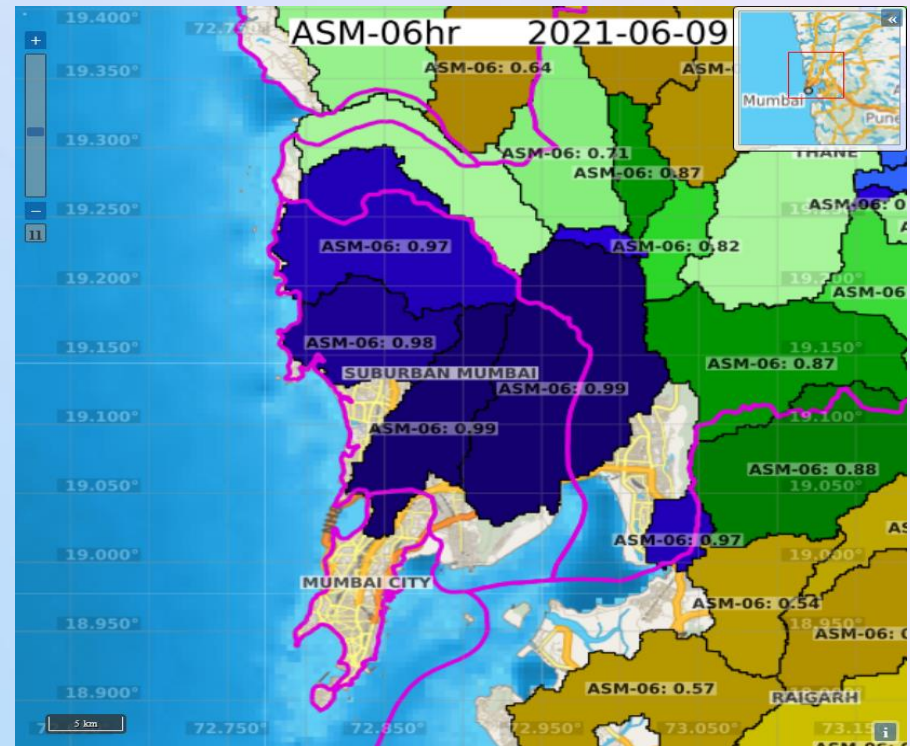 19.400°
72.750
ASM-06hr 2021-06-09
«
+
19.350°
ASM-06: 0.64
ASM-
Mumbai
Pune
19.300°
ASM-06: 0.71
THANE
ASM-06: 0.87
19.250°
ASM-06: 0
−
11
ASM-06: 0.97
ASM-06: 0.82
19.200°
19.200°
ASM-06
ASM-06: 0.98
19.150°
19.150°
ASM-06: 0.87
SUBURBAN MUMBAI
ASM-06: 0.99
19.100°
19.100°
ASM-06: 0.99
ASM-06: 0.88
19.050°
19.050°
AS
ASM-06: 0.97
19.000°
19.000°
MUMBAI CITY
ASM-06: 0.54
18.950°
18.950°
ASM-06: 0
18.900°
ASM-06: 0.57
RAIGARH
5 km
72.750°
72.850°
72.950°
73.050°
73.15
i